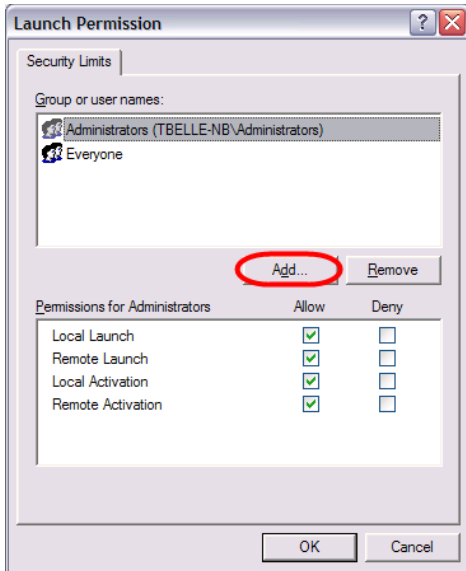 Launch Permission
Security Limits
Group or user names:
Administrators (TBELLE-NB\Administrators)
Everyone
Add... Remove
Permissions for Administrators Allow Deny
Local Launch
Remote Launch
Local Activation
Remote Activation
OK Cancel